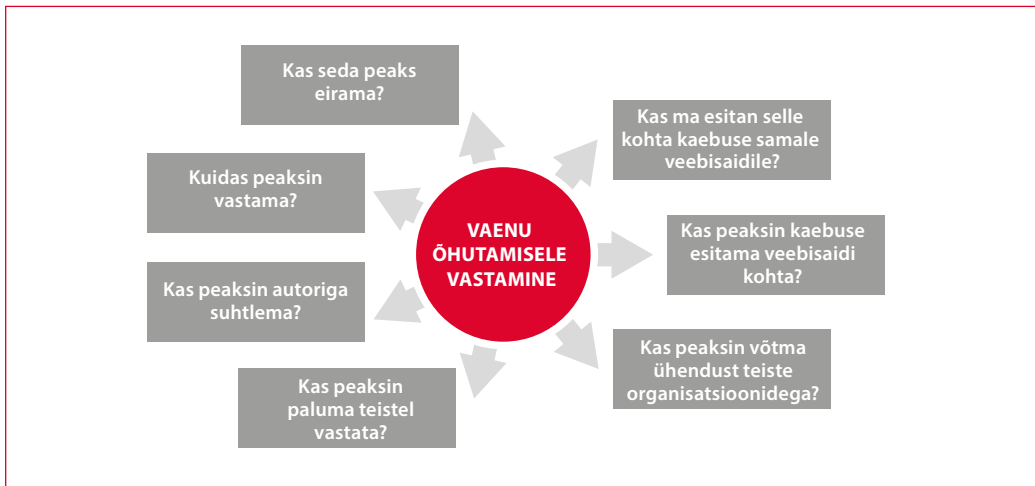 Kas seda peaks
eirama?
Kas ma esitan selle
kohta kaebuse samale
veebisaidile?
Kuidas peaksin
vastama?
VAENU
ÕHUTAMISELE
VASTAMINE
Kas peaksin kaebuse
esitama veebisaidi
kohta?
Kas peaksin autoriga
suhtlema?
Kas peaksin võtma
ühendust teiste
organisatsioonidega?
Kas peaksin
paluma teistel
vastata?